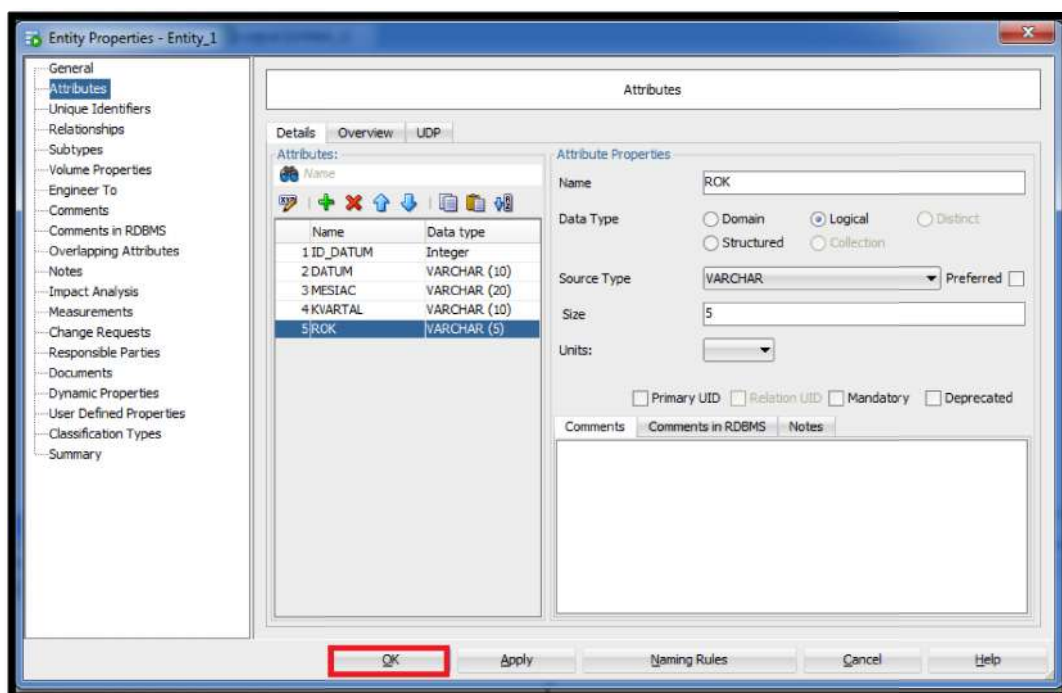 Entity Properties - Entity_1
General
Attributes
Unique Identifiers
Relationships
Subtypes
Volume Properties
Engineer To
Comments
Comments in RDBMS
Overlapping Attributes
Notes
Impact Analysis
Measurements
Change Requests
Responsible Parties
Documents
Dynamic Properties
User Defined Properties
Classification Types
Summary
Attributes
Details Overview UDP
Attributes:
Name
Name Data type
1 ID_DATUM Integer
2 DATUM VARCHAR (10)
3 MESIAC VARCHAR (20)
4 KVARTAL VARCHAR (10)
5 ROK VARCHAR (5)
Attribute Properties
Name ROK
Data Type Domain Logical Distinct
Structured Collection
Source Type VARCHAR Preferred
Size 5
Units:
Primary UID Relation UID Mandatory Deprecated
Comments Comments in RDBMS Notes
OK Apply Naming Rules Cancel Help